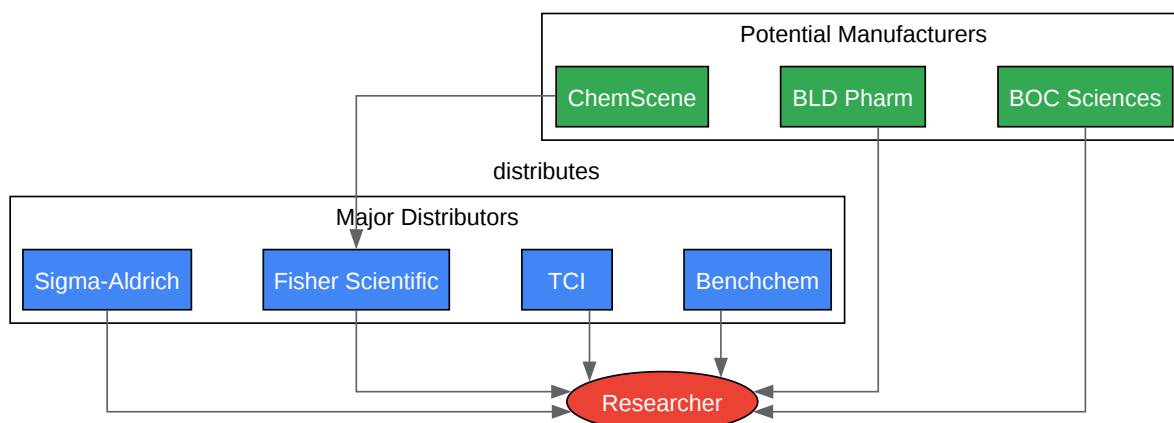 Potential Manufacturers
ChemScene
BLD Pharm
BOC Sciences
distributes
Major Distributors
Sigma-Aldrich
Fisher Scientific
TCI
Benchchem
Researcher